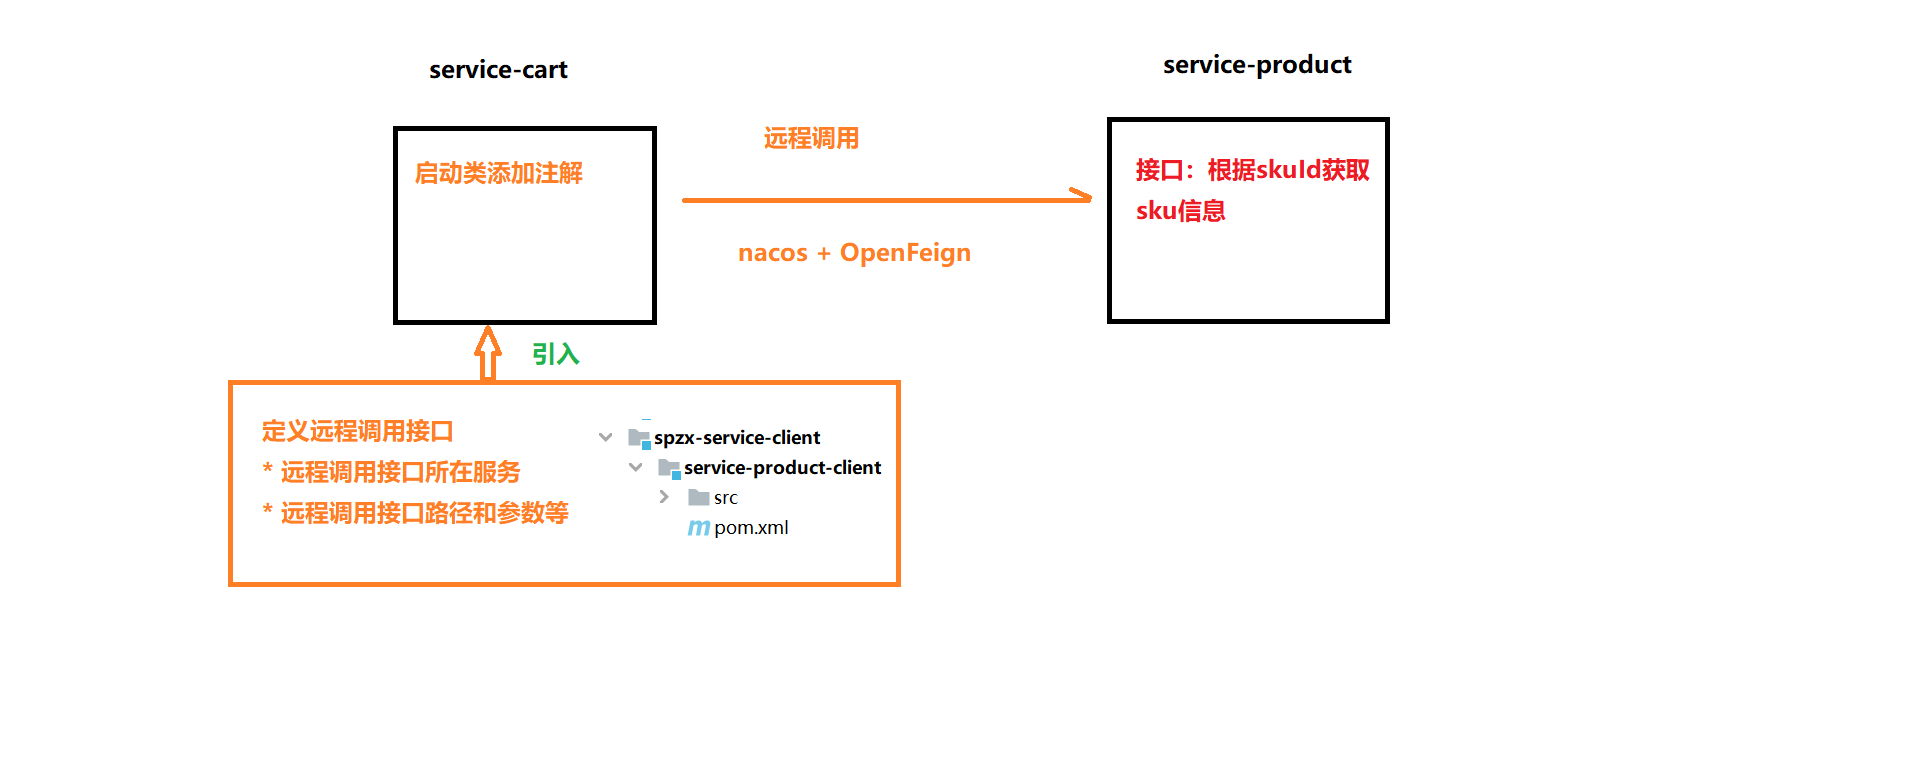 service-cart
service-product
启动类添加注解
远程调用
nacos + OpenFeign
接口：根据skuId获取
sku信息
引入
定义远程调用接口
* 远程调用接口所在服务
* 远程调用接口路径和参数等
spzx-service-client
service-product-client
src
pom.xml